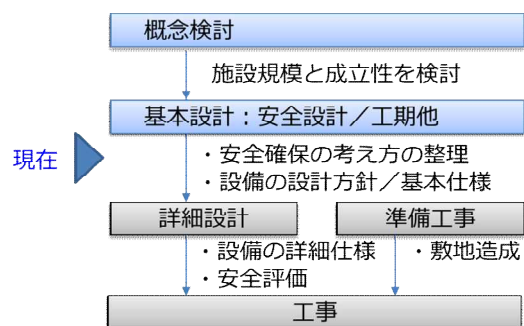 概念検討
施設規模と成立性を検討
基本設計：安全設計／工期他
現在
・安全確保の考え方の整理
・設備の設計方針／基本仕様
詳細設計
準備工事
・設備の詳細仕様
・敷地造成
・安全評価
工事